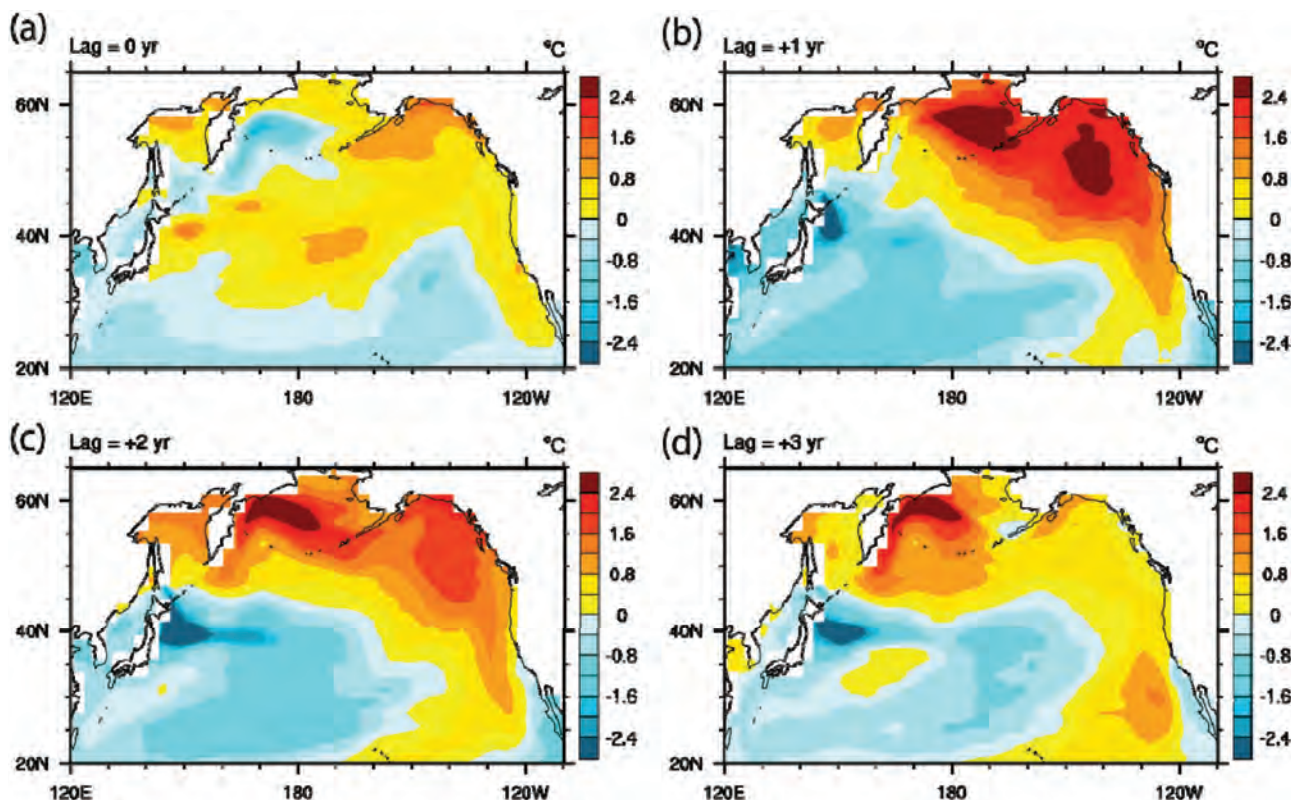 (a) Lag = 0 yr °C
60N
40N
20N
120E 180 120W
2.4
1.6
0.8
0
-0.8
-1.6
-2.4
(b) Lag = +1 yr °C
60N
40N
20N
120E 180 120W
2.4
1.6
0.8
0
-0.8
-1.6
-2.4
(c) Lag = +2 yr °C
60N
40N
20N
120E 180 120W
2.4
1.6
0.8
0
-0.8
-1.6
-2.4
(d) Lag = +3 yr °C
60N
40N
20N
120E 180 120W
2.4
1.6
0.8
0
-0.8
-1.6
-2.4